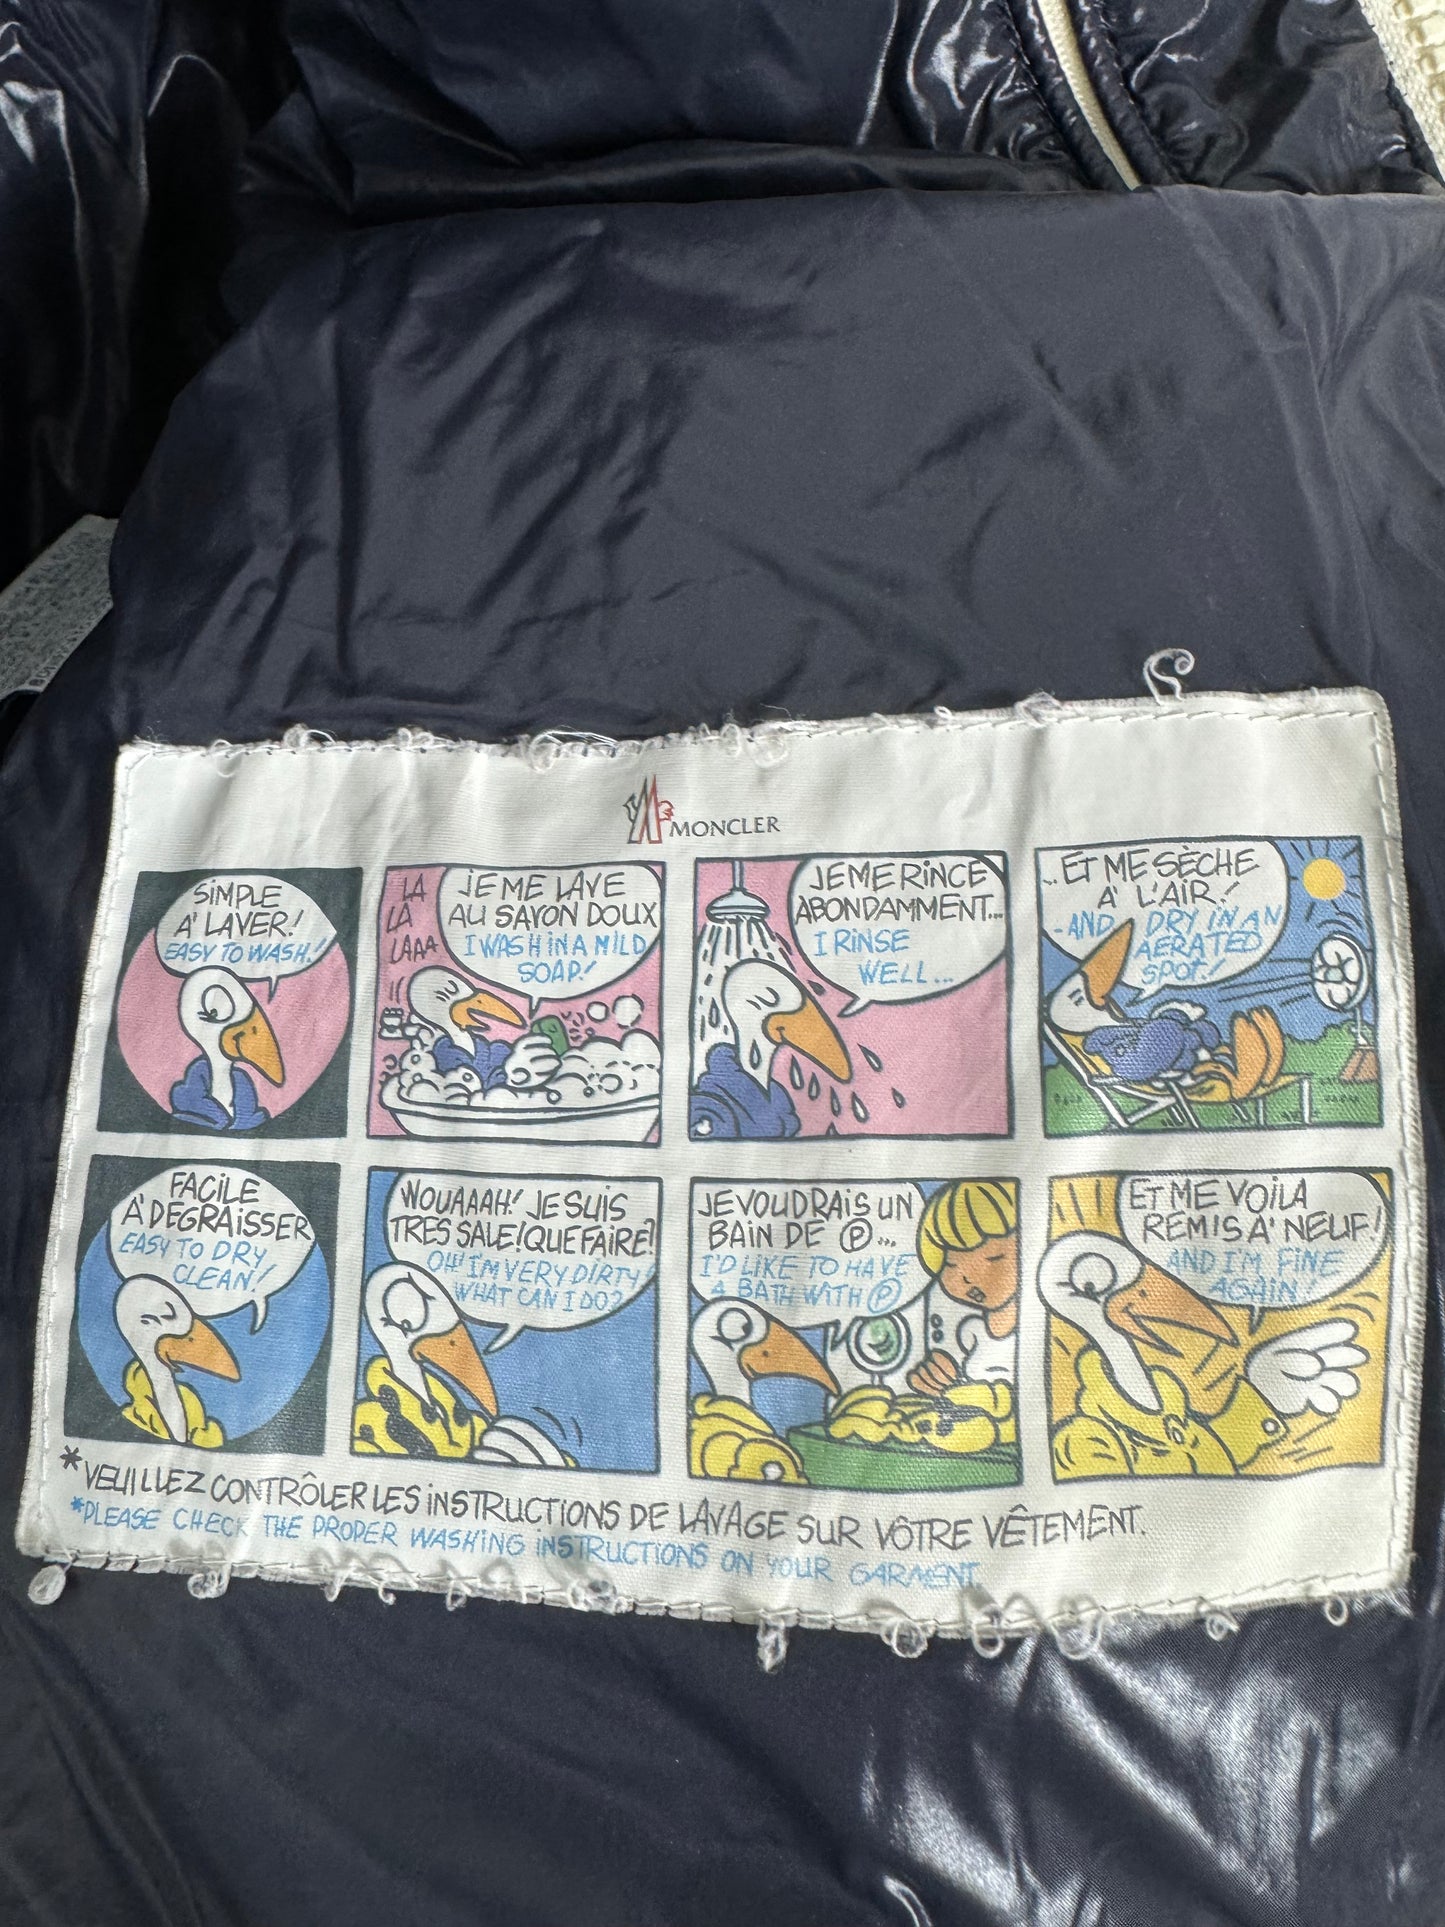 MONCLER
SIMPLE
A' LAVER!
EASY TO WASH!
LA
LA
LAAA
JE ME LAVE
AU SAVON DOUX
I WASH IN A MILD
SOAP!
JE ME RINCE
ABONDAMMENT...
I RINSE
WELL...
...ET ME SÈCHE
A' L'AIR!
- AND DRY IN AN
AERATED
SPOT!
FACILE
A' DEGRAISSER
EASY TO DRY
CLEAN!
WOUAAAH! JE SUIS
TRES SALE! QUE FAIRE?
OH! I'M VERY DIRTY!
WHAT CAN I DO?
JE VOUDRAIS UN
BAIN DE Ⓟ...
I'D LIKE TO HAVE
A BATH WITH Ⓟ
ET ME VOILA
REMIS A' NEUF!
AND I'M FINE
AGAIN!
*VEUILLEZ CONTRÔLER LES INSTRUCTIONS DE LAVAGE SUR VÔTRE VÊTEMENT.
*PLEASE CHECK THE PROPER WASHING INSTRUCTIONS ON YOUR GARMENT.